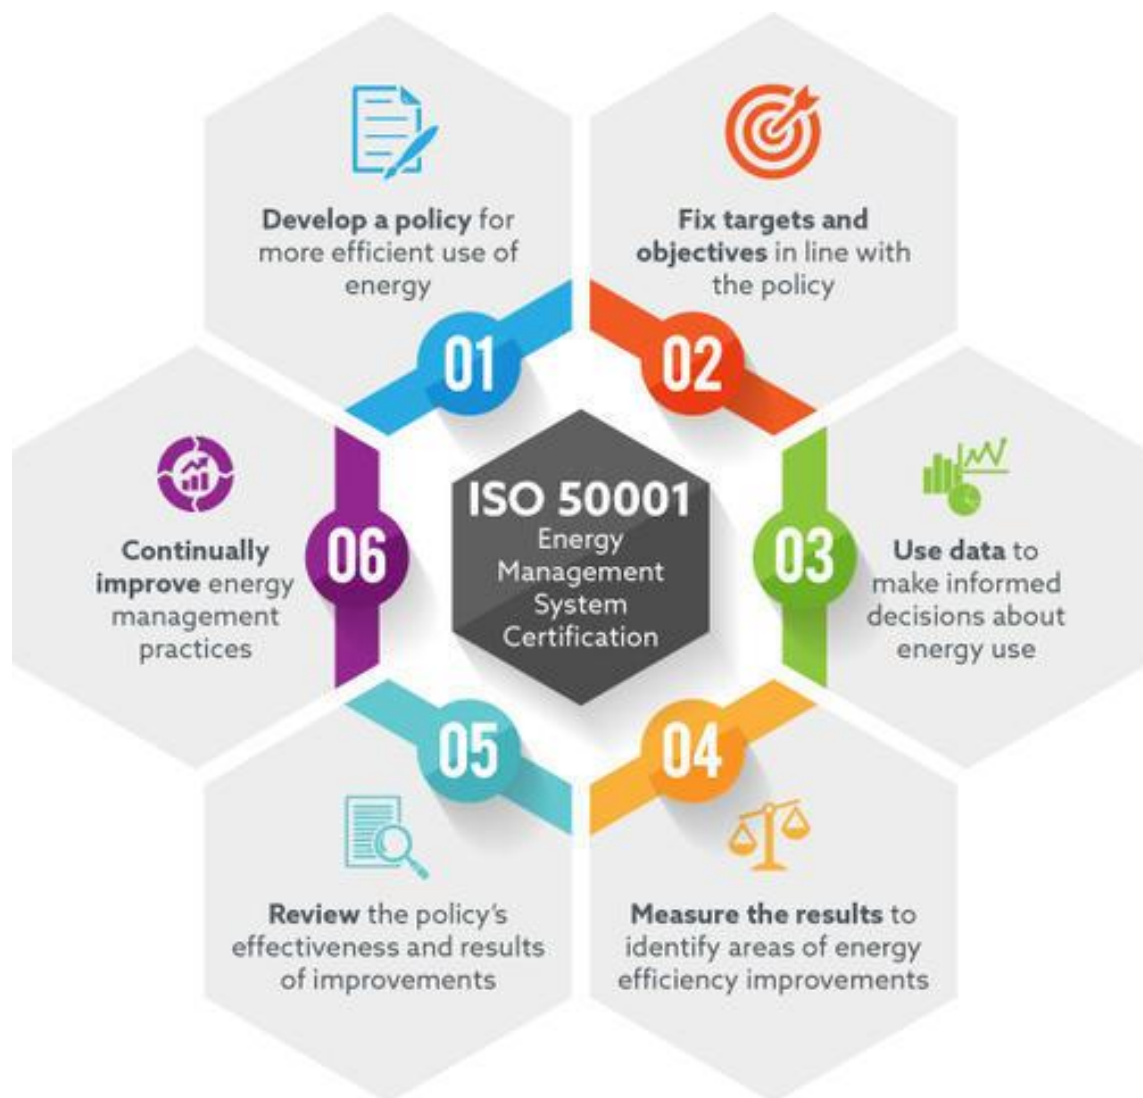 01
Develop a policy for
more efficient use of
energy
02
Fix targets and
objectives in line with
the policy
03
Use data to
make informed
decisions about
energy use
04
Measure the results to
identify areas of energy
efficiency improvements
05
Review the policy's
effectiveness and results
of improvements
06
Continually
improve energy
management
practices
ISO 50001
Energy
Management
System
Certification